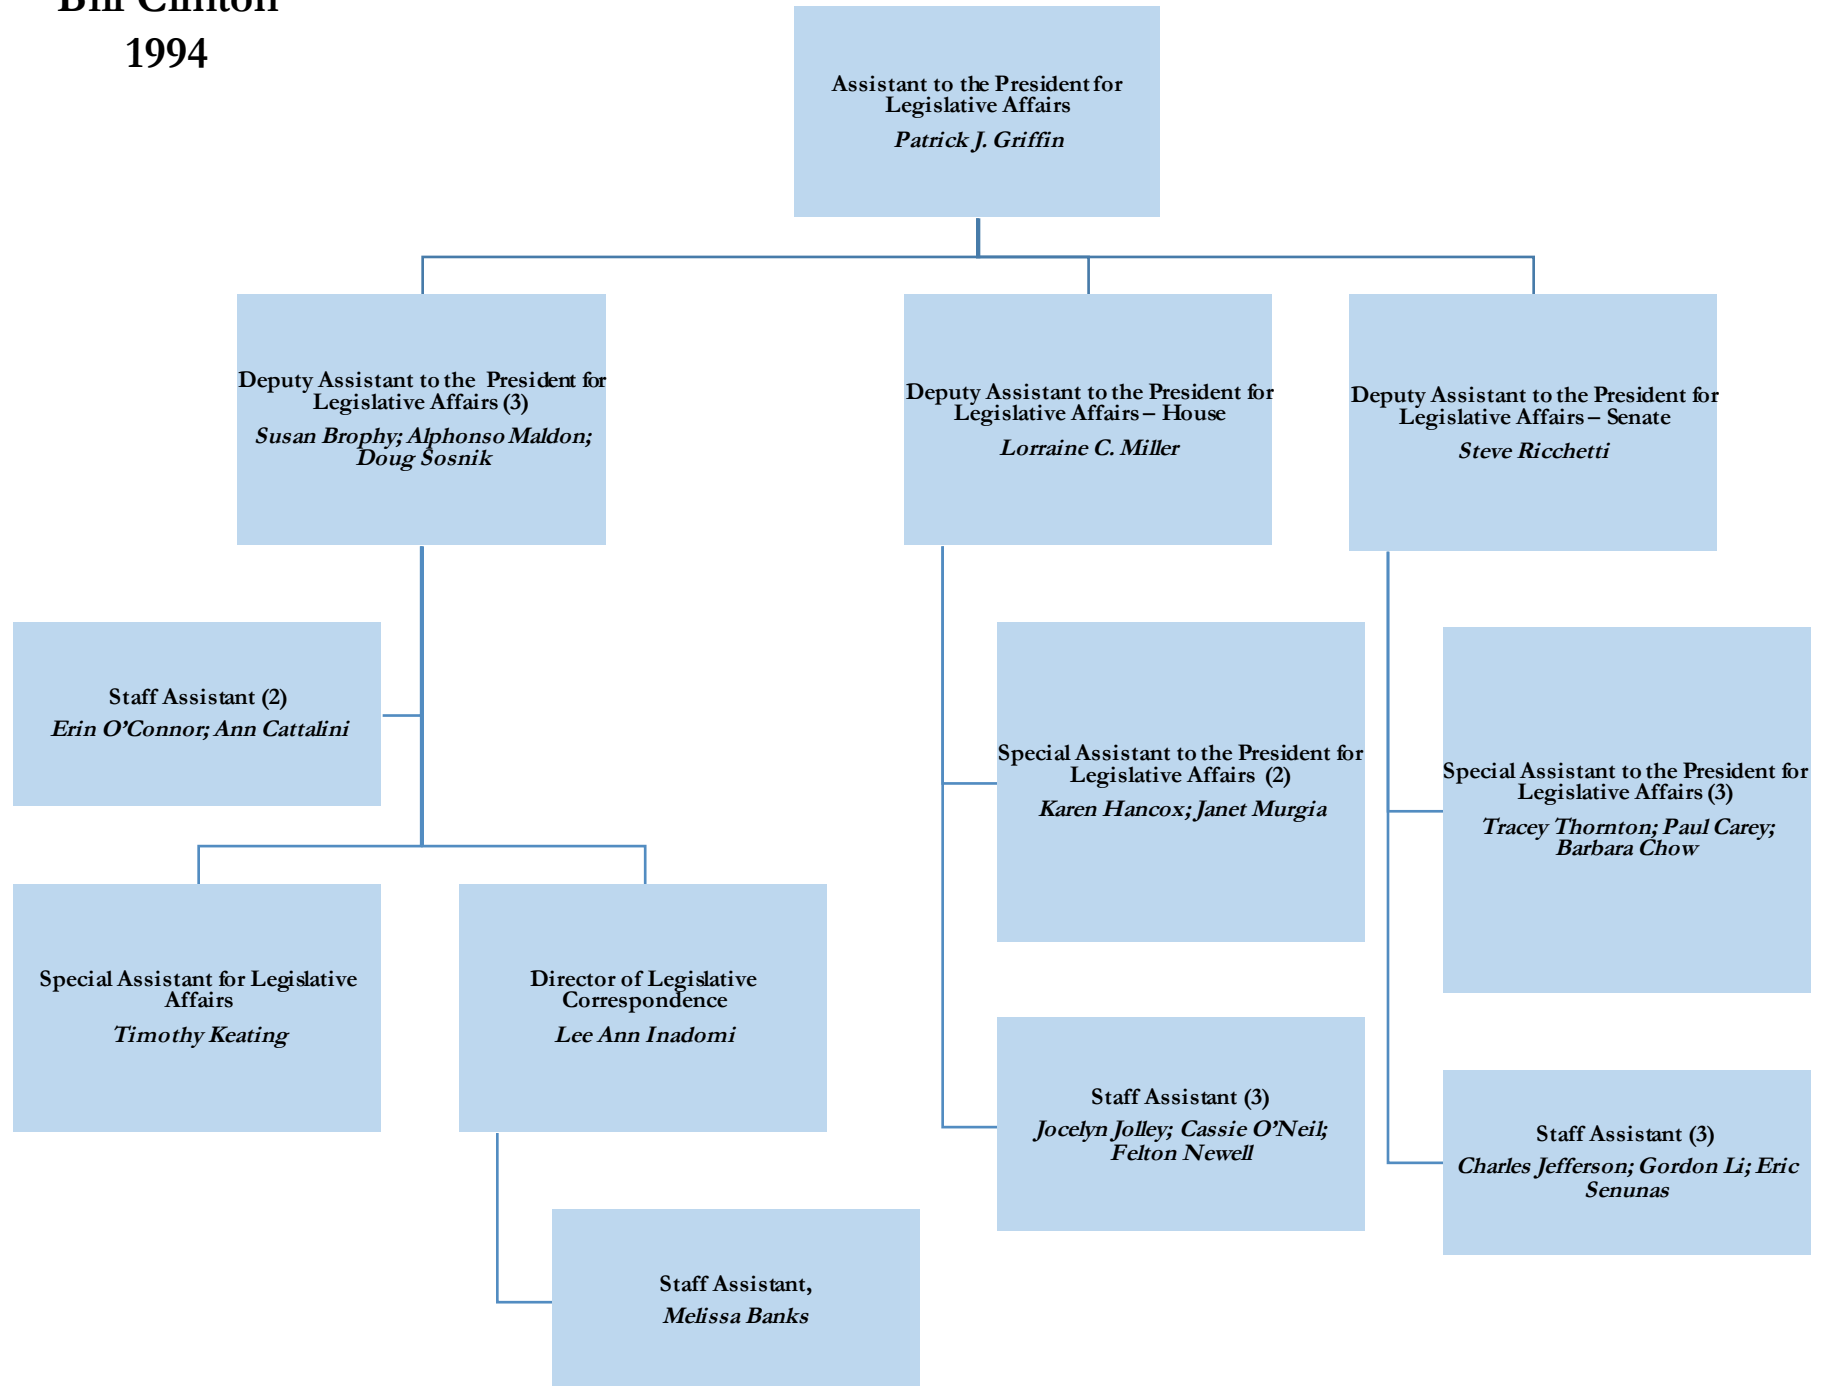 Bill Clinton
1994
Assistant to the President for
Legislative Affairs
Patrick J. Griffin
Deputy Assistant to the President for
Legislative Affairs (3)
Susan Brophy; Alphonso Maldon;
Doug Sosnik
Deputy Assistant to the President for
Legislative Affairs – House
Lorraine C. Miller
Deputy Assistant to the President for
Legislative Affairs – Senate
Steve Ricchetti
Staff Assistant (2)
Erin O’Connor; Ann Cattalini
Special Assistant to the President for
Legislative Affairs (2)
Karen Hancox; Janet Murgia
Special Assistant to the President for
Legislative Affairs (3)
Tracey Thornton; Paul Carey;
Barbara Chow
Special Assistant for Legislative
Affairs
Timothy Keating
Director of Legislative
Correspondence
Lee Ann Inadomi
Staff Assistant (3)
Jocelyn Jolley; Cassie O’Neil;
Felton Newell
Staff Assistant (3)
Charles Jefferson; Gordon Li; Eric
Senunas
Staff Assistant,
Melissa Banks